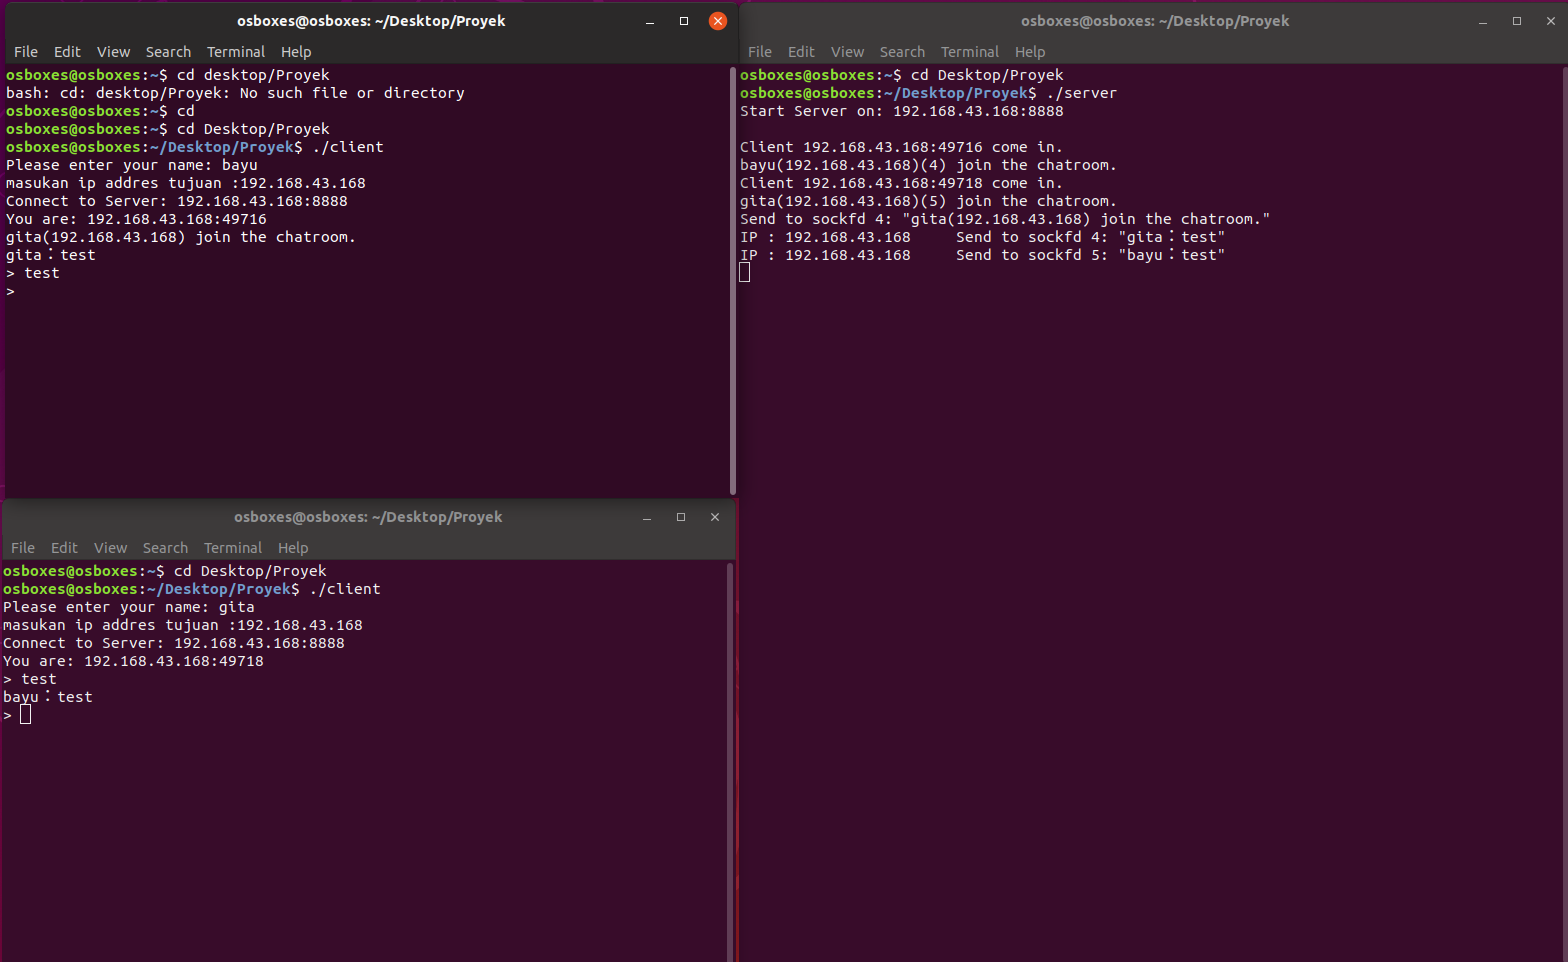 osboxes@osboxes: ~/Desktop/Proyek
File Edit View Search Terminal Help
osboxes@osboxes:~$ cd desktop/Proyek
bash: cd: desktop/Proyek: No such file or directory
osboxes@osboxes:~$ cd
osboxes@osboxes:~$ cd Desktop/Proyek
osboxes@osboxes:~/Desktop/Proyek$ ./client
Please enter your name: bayu
masukan ip addres tujuan :192.168.43.168
Connect to Server: 192.168.43.168:8888
You are: 192.168.43.168:49716
gita(192.168.43.168) join the chatroom.
gita：test
> test
>
osboxes@osboxes: ~/Desktop/Proyek
File Edit View Search Terminal Help
osboxes@osboxes:~$ cd Desktop/Proyek
osboxes@osboxes:~/Desktop/Proyek$ ./server
Start Server on: 192.168.43.168:8888
Client 192.168.43.168:49716 come in.
bayu(192.168.43.168)(4) join the chatroom.
Client 192.168.43.168:49718 come in.
gita(192.168.43.168)(5) join the chatroom.
Send to sockfd 4: "gita(192.168.43.168) join the chatroom."
IP : 192.168.43.168     Send to sockfd 4: "gita：test"
IP : 192.168.43.168     Send to sockfd 5: "bayu：test"
osboxes@osboxes: ~/Desktop/Proyek
File Edit View Search Terminal Help
osboxes@osboxes:~$ cd Desktop/Proyek
osboxes@osboxes:~/Desktop/Proyek$ ./client
Please enter your name: gita
masukan ip addres tujuan :192.168.43.168
Connect to Server: 192.168.43.168:8888
You are: 192.168.43.168:49718
> test
bayu：test
>